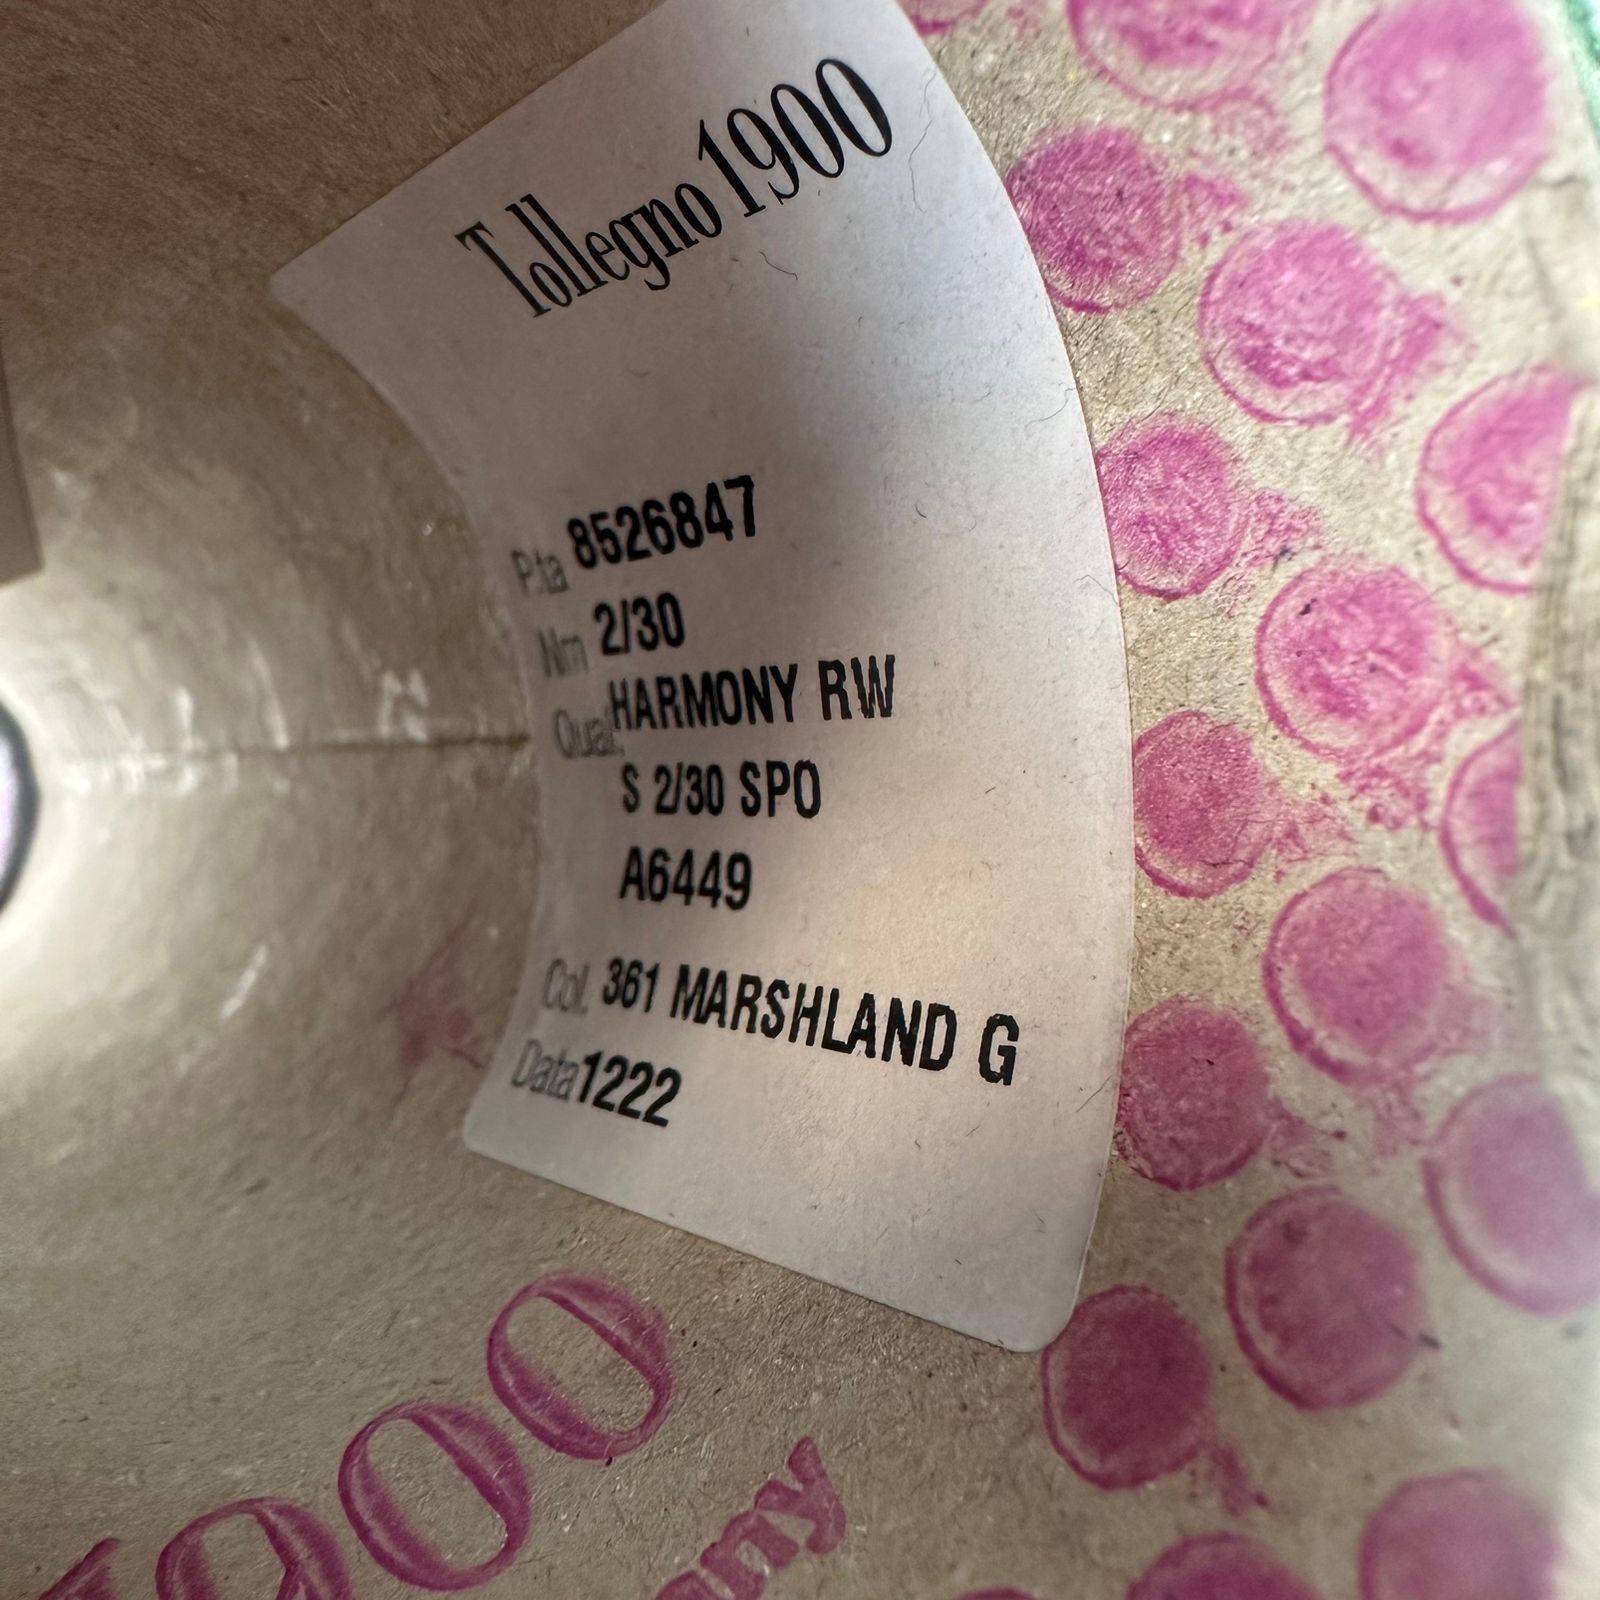 Tollegno 1900
P.ta 8526847
Nm 2/30
Qual. HARMONY RW
S 2/30 SPO
A6449
Col. 361 MARSHLAND G
Data 1222
1900